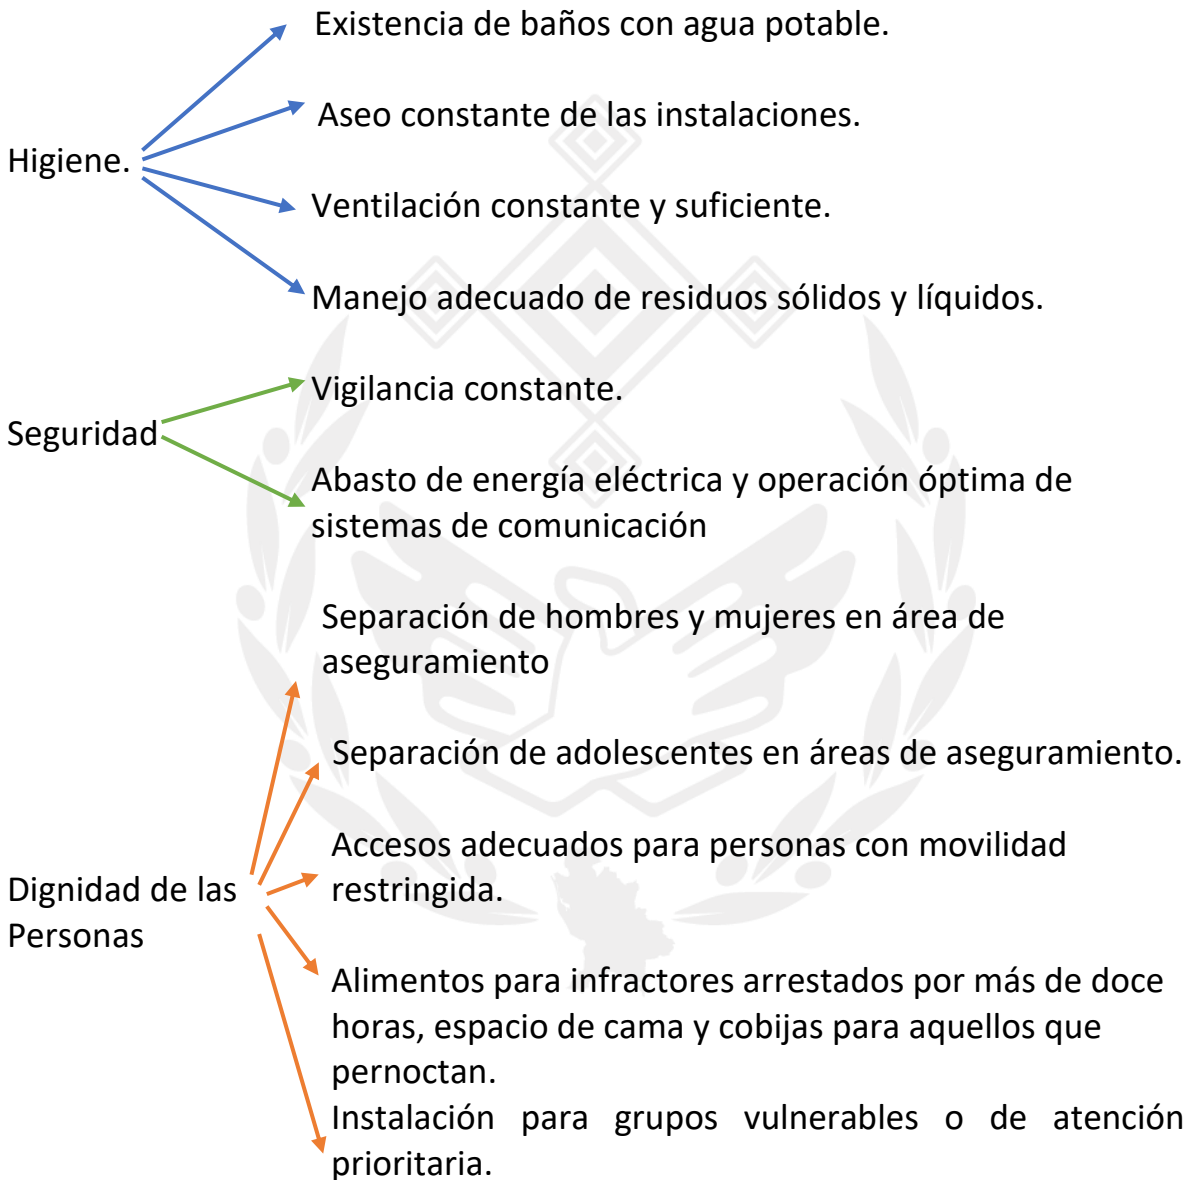 Existencia de baños con agua potable.
Aseo constante de las instalaciones.
Higiene.
Ventilación constante y suficiente.
Manejo adecuado de residuos sólidos y líquidos.
Vigilancia constante.
Seguridad
Abasto de energía eléctrica y operación óptima de
sistemas de comunicación
Separación de hombres y mujeres en área de
aseguramiento
Separación de adolescentes en áreas de aseguramiento.
Accesos adecuados para personas con movilidad
restringida.
Dignidad de las
Personas
Alimentos para infractores arrestados por más de doce
horas, espacio de cama y cobijas para aquellos que
pernoctan.
Instalación para grupos vulnerables o de atención
prioritaria.